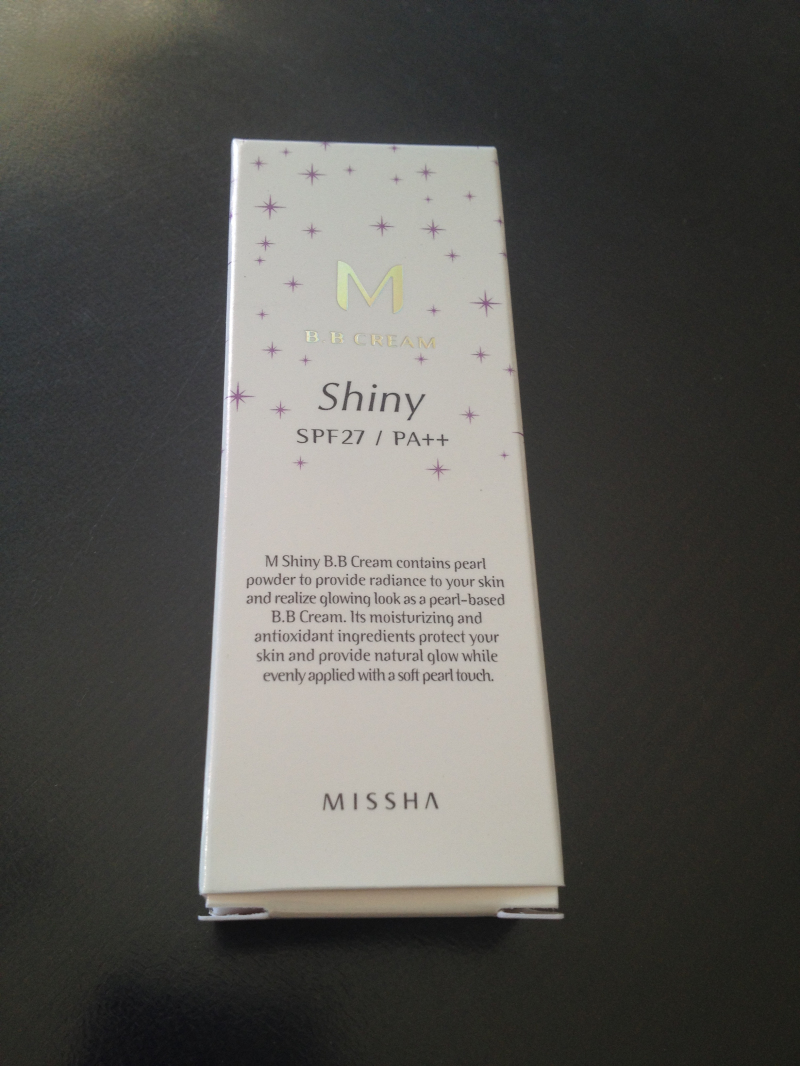 M
B.B CREAM
Shiny
SPF27 / PA++
M Shiny B.B Cream contains pearl
powder to provide radiance to your skin
and realize glowing look as a pearl-based
B.B Cream. Its moisturizing and
antioxidant ingredients protect your
skin and provide natural glow while
evenly applied with a soft pearl touch.
MISSHA